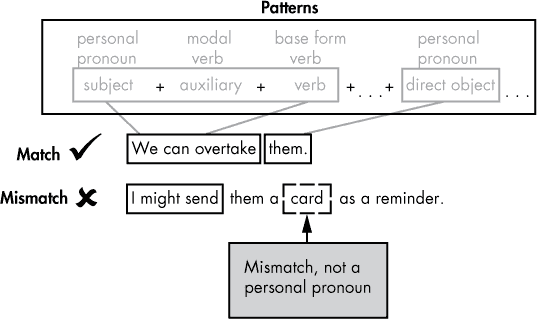 Patterns
personal modal base form personal
pronoun verb verb pronoun
subject + auxiliary + verb +...+ direct object ...
Match ✓ We can overtake them.
Mismatch ✗ I might send them a card as a reminder.
Mismatch, not a
personal pronoun